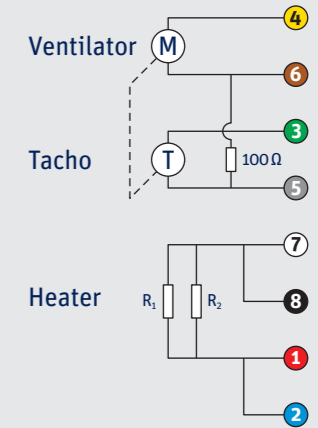 4
Ventilator M
6
3
Tacho T 100 Ω
5
7
Heater R₁ R₂ 8
1
2